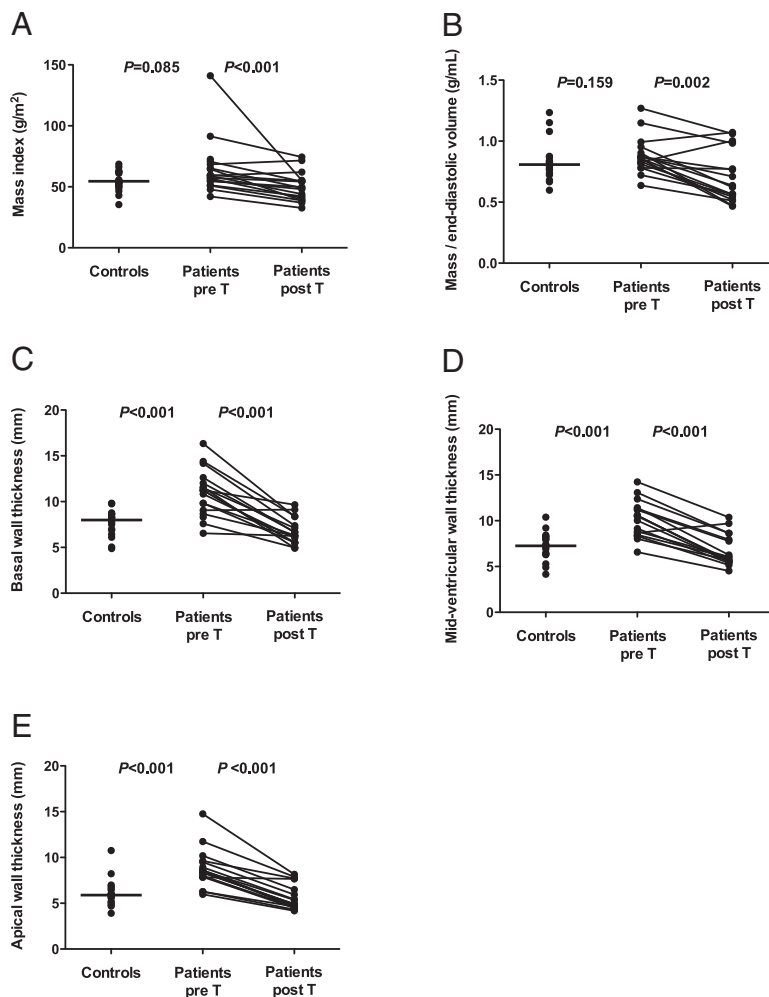 A
P=0.085 P<0.001
Mass index (g/m²)
150
100
50
0
Controls Patients Patients
pre T post T
B
P=0.159 P=0.002
Mass / end-diastolic volume (g/mL)
1.5
1.0
0.5
0.0
Controls Patients Patients
pre T post T
C
P<0.001 P<0.001
Basal wall thickness (mm)
20
15
10
5
0
Controls Patients Patients
pre T post T
D
P<0.001 P<0.001
Mid-ventricular wall thickness (mm)
20
15
10
5
0
Controls Patients Patients
pre T post T
E
P<0.001 P <0.001
Apical wall thickness (mm)
20
15
10
5
0
Controls Patients Patients
pre T post T